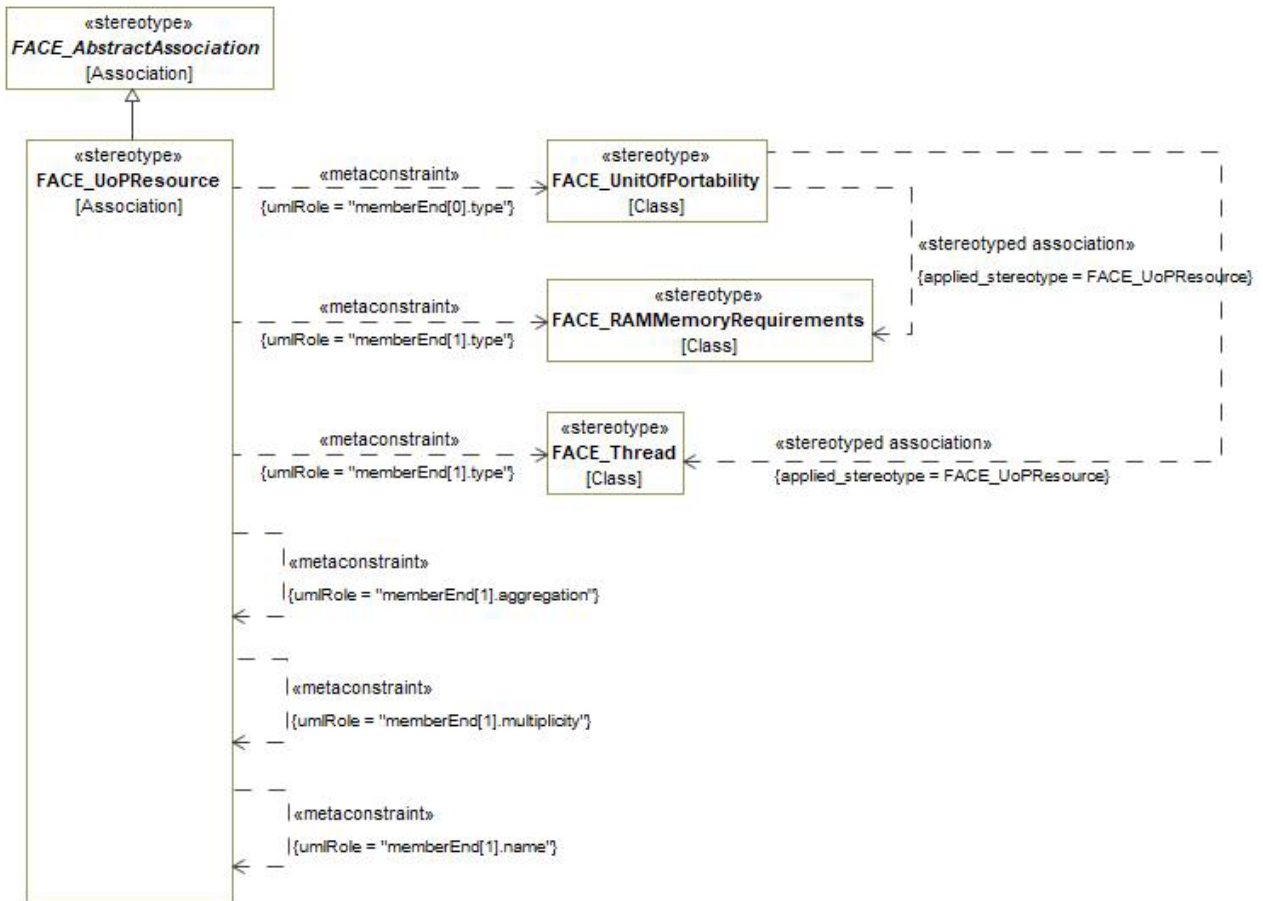 «stereotype»
FACE_AbstractAssociation
[Association]
«stereotype»
FACE_UoPResource
[Association]
«metaconstraint»
{umlRole = "memberEnd[0].type"}
«stereotype»
FACE_UnitOfPortability
[Class]
«stereotyped association»
{applied_stereotype = FACE_UoPResource}
«metaconstraint»
{umlRole = "memberEnd[1].type"}
«stereotype»
FACE_RAMMemoryRequirements
[Class]
«metaconstraint»
{umlRole = "memberEnd[1].type"}
«stereotype»
FACE_Thread
[Class]
«stereotyped association»
{applied_stereotype = FACE_UoPResource}
«metaconstraint»
{umlRole = "memberEnd[1].aggregation"}
«metaconstraint»
{umlRole = "memberEnd[1].multiplicity"}
«metaconstraint»
{umlRole = "memberEnd[1].name"}